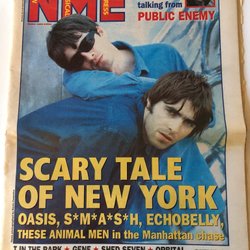 NME
talking from
PUBLIC ENEMY
SCARY TALE
OF NEW YORK
OASIS, S*M*A*S*H, ECHOBELLY,
THESE ANIMAL MEN in the Manhattan chase
T IN THE PARK ★ GENE ★ SHED SEVEN ★ ORBITAL